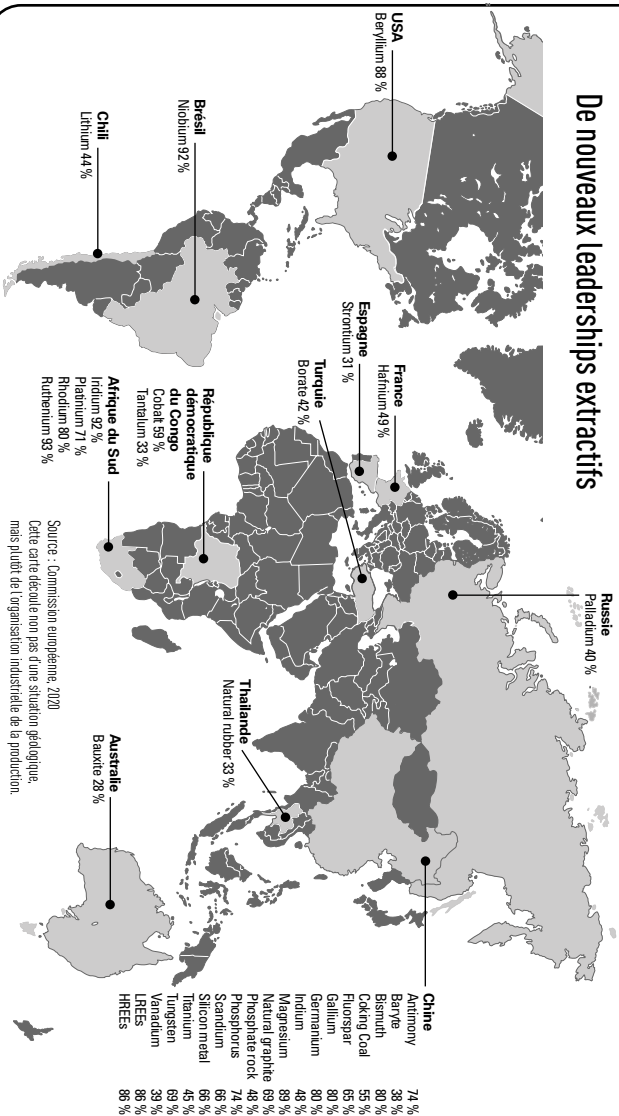 De nouveaux leaderships extractifs
USA
Beryllium 88 %
Brésil
Niobium 92 %
Chili
Lithium 44 %
Russie
Palladium 40 %
France
Hafnium 49 %
Espagne
Strontium 31 %
Turquie
Borate 42 %
République
démocratique
du Congo
Cobalt 59 %
Tantalum 33 %
Afrique du Sud
Iridium 92 %
Platinium 71 %
Rhodium 80 %
Ruthenium 93 %
Thaïlande
Natural rubber 33 %
Australie
Bauxite 28 %
Chine
Antimony 74 %
Baryte 38 %
Bismuth 80 %
Coking Coal 55 %
Fluorspar 65 %
Gallium 80 %
Germanium 80 %
Indium 48 %
Magnesium 89 %
Natural graphite 69 %
Phosphate rock 48 %
Phosphorus 74 %
Scandium 66 %
Silicon metal 66 %
Titanium 45 %
Tungsten 69 %
Vanadium 39 %
LREEs 86 %
HREEs 86 %
Source : Commission européenne, 2020
Cette carte découle non pas d'une situation géologique,
mais plutôt de l'organisation industrielle de la production.